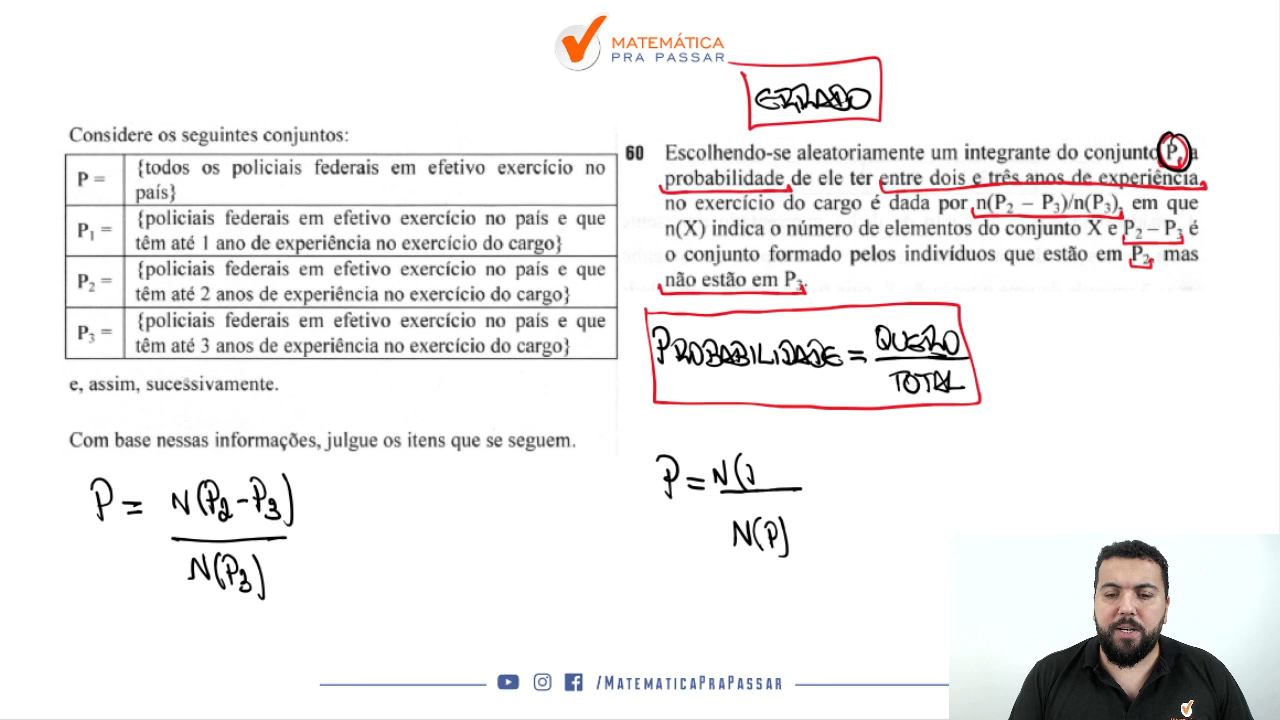 MATEMÁTICA
PRA PASSAR
ERRADO
Considere os seguintes conjuntos:
P = {todos os policiais federais em efetivo exercício no
país}
P1 = {policiais federais em efetivo exercício no país e que
têm até 1 ano de experiência no exercício do cargo}
P2 = {policiais federais em efetivo exercício no país e que
têm até 2 anos de experiência no exercício do cargo}
P3 = {policiais federais em efetivo exercício no país e que
têm até 3 anos de experiência no exercício do cargo}
e, assim, sucessivamente.
Com base nessas informações, julgue os itens que se seguem.
P = N(P2 - P3)
N(P3)
60 Escolhendo-se aleatoriamente um integrante do conjunto P, a
probabilidade de ele ter entre dois e três anos de experiência
no exercício do cargo é dada por n(P2 − P3)/n(P3), em que
n(X) indica o número de elementos do conjunto X e P2 − P3 é
o conjunto formado pelos indivíduos que estão em P2, mas
não estão em P3.
PROBABILIDADE = QUERO
TOTAL
P = N(
N(P)
/MATEMATICAPRAPASSAR